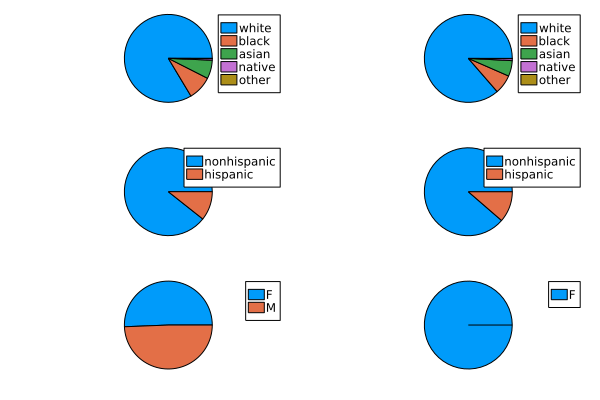 white
black
asian
native
other
white
black
asian
native
other
nonhispanic
hispanic
nonhispanic
hispanic
F
M
F